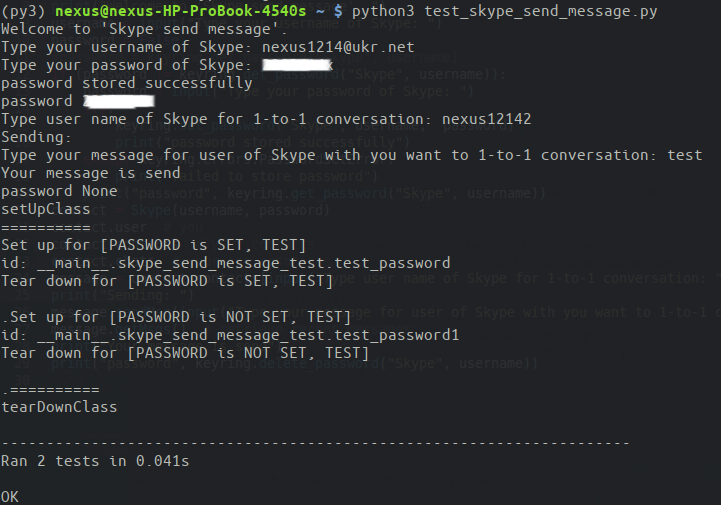 (py3) nexus@nexus-HP-ProBook-4540s ~ $ python3 test_skype_send_message.py
Welcome to 'Skype send message'.
Type your username of Skype: nexus1214@ukr.net
Type your password of Skype:
password stored successfully
password
Type user name of Skype for 1-to-1 conversation: nexus12142
Sending:
Type your message for user of Skype with you want to 1-to-1 conversation: test
Your message is send
password None
setUpClass
==========
Set up for [PASSWORD is SET, TEST]
id: __main__.skype_send_message_test.test_password
Tear down for [PASSWORD is SET, TEST]
.Set up for [PASSWORD is NOT SET, TEST]
id: __main__.skype_send_message_test.test_password1
Tear down for [PASSWORD is NOT SET, TEST]
.==========
tearDownClass
----------------------------------------------------------------------
Ran 2 tests in 0.041s
OK